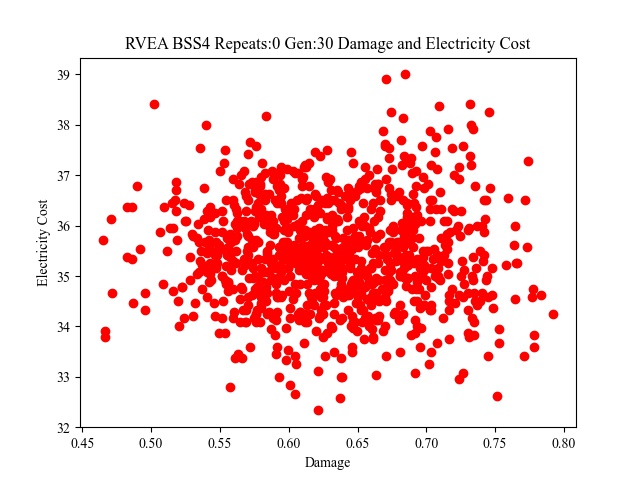 RVEA BSS4 Repeats:0 Gen:30 Damage and Electricity Cost
39
38
37
36
35
34
33
32
Electricity Cost
0.45 0.50 0.55 0.60 0.65 0.70 0.75 0.80
Damage